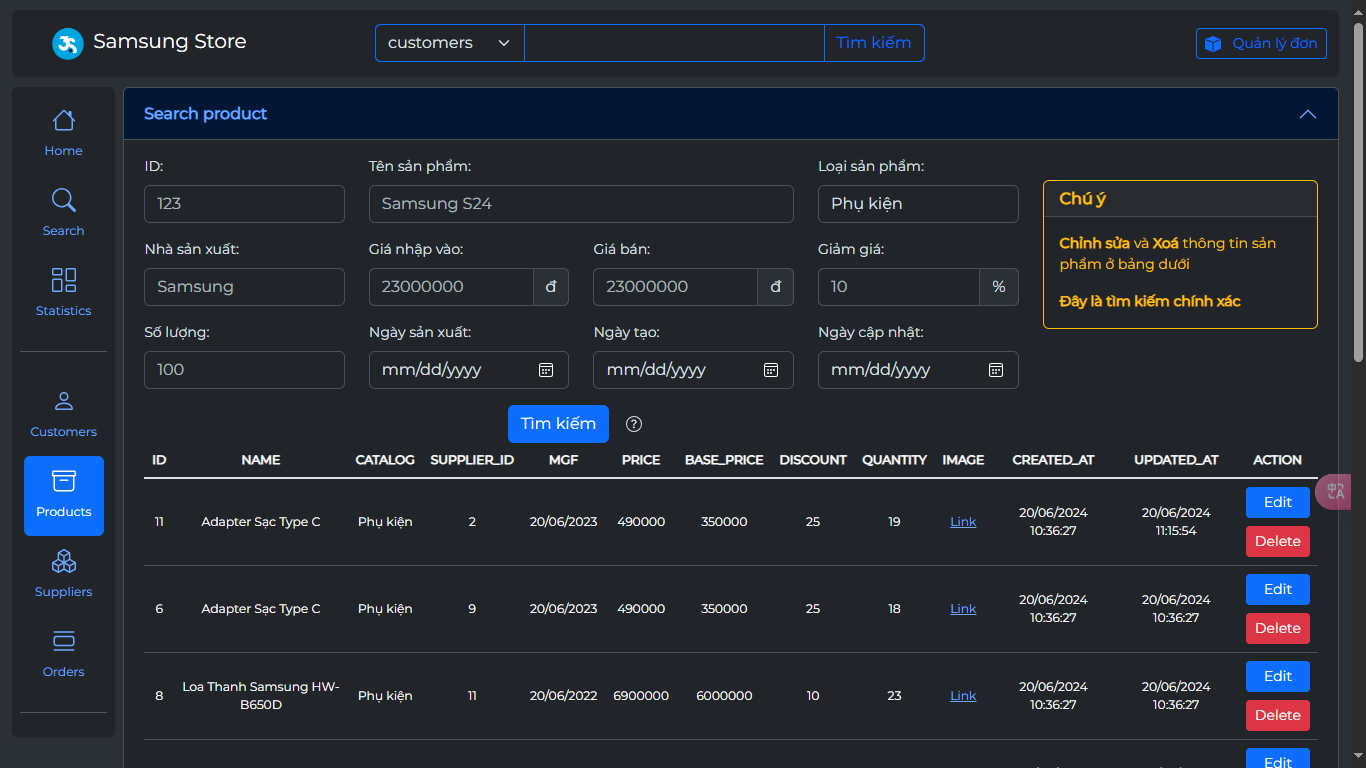 Samsung Store
customers
Tìm kiếm
Quản lý đơn
Home
Search
Statistics
Customers
Products
Suppliers
Orders
Search product
ID:
Tên sản phẩm:
Loại sản phẩm:
123
Samsung S24
Phụ kiện
Nhà sản xuất:
Giá nhập vào:
Giá bán:
Giảm giá:
Samsung
23000000 đ
23000000 đ
10 %
Số lượng:
Ngày sản xuất:
Ngày tạo:
Ngày cập nhật:
100
mm/dd/yyyy
mm/dd/yyyy
mm/dd/yyyy
Chú ý
Chỉnh sửa và Xoá thông tin sản
phẩm ở bảng dưới
Đây là tìm kiếm chính xác
Tìm kiếm
ID NAME CATALOG SUPPLIER_ID MGF PRICE BASE_PRICE DISCOUNT QUANTITY IMAGE CREATED_AT UPDATED_AT ACTION
11 Adapter Sạc Type C Phụ kiện 2 20/06/2023 490000 350000 25 19 Link
20/06/2024
10:36:27
20/06/2024
11:15:54
Edit
Delete
6 Adapter Sạc Type C Phụ kiện 9 20/06/2023 490000 350000 25 18 Link
20/06/2024
10:36:27
20/06/2024
10:36:27
Edit
Delete
8
Loa Thanh Samsung HW-
B650D
Phụ kiện 11 20/06/2022 6900000 6000000 10 23 Link
20/06/2024
10:36:27
20/06/2024
10:36:27
Edit
Delete
Edit